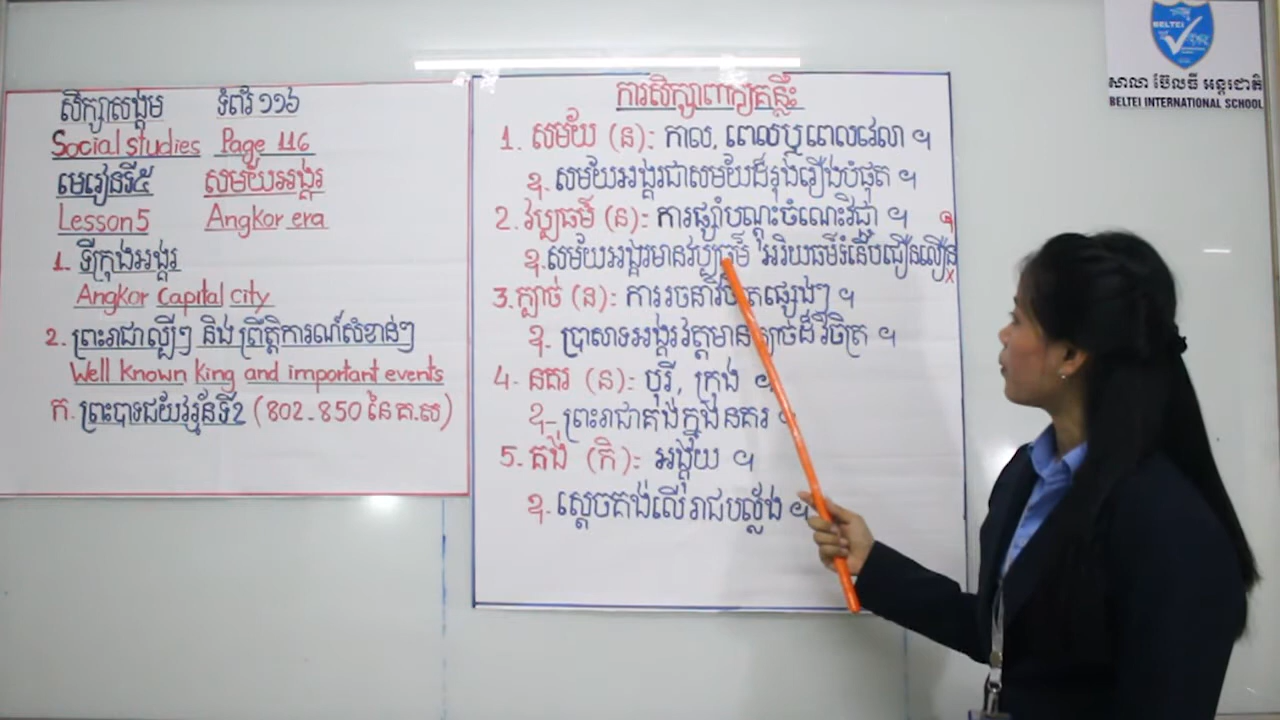 សិក្សាសង្គម ទំព័រ ១១៦
Social studies Page 116
មេរៀនទី៥ សម័យអង្គរ
Lesson 5 Angkor era
1. ទីក្រុងអង្គរ
Angkor Capital city
2. ព្រះរាជាល្បីៗ និង ព្រឹត្តិការណ៍សំខាន់ៗ
Well known king and important events
ក. ព្រះបាទជយវរ្ម័នទី2 (802-850 នៃ គ.ស)
ការសិក្សាពាក្យគន្លឹះ
1. សម័យ (ន): កាល, ពេលឬពេលវេលា ។
ឧ. សម័យអង្គរជាសម័យដ៏រុងរឿងបំផុត ។
2. វប្បធម៌ (ន): ការផ្សាំបណ្តុះចំណេះវិជ្ជា ។
ឧ. សម័យអង្គរមានវប្បធម៌ អរិយធម៌ទំនើបជឿនលឿន
3. ក្បាច់ (ន): ការរចនាវិចិត្រផ្សេងៗ ។
ឧ. ប្រាសាទអង្គរវត្តមានក្បាច់ដ៏វិចិត្រ ។
4. នគរ (ន): បុរី, ក្រុង ។
ឧ- ព្រះរាជាគង់ក្នុងនគរ ។
5. គង់ (កិ): អង្គុយ ។
ឧ. ស្តេចគង់លើរាជបល្ល័ង្ក ។
BELTEI
សាលា ប៊ែលធី អន្តរជាតិ
BELTEI INTERNATIONAL SCHOOL